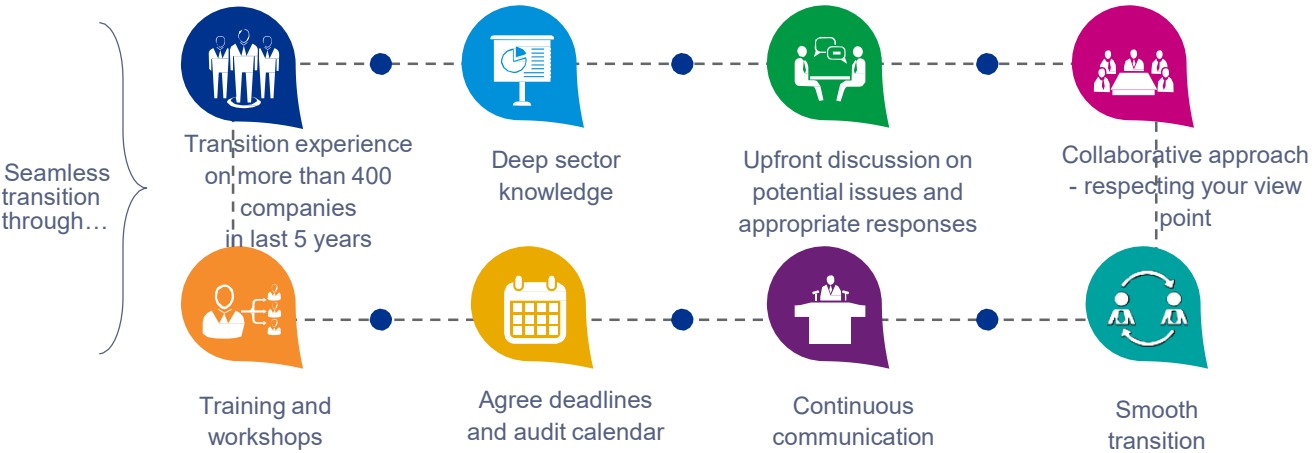 Seamless
transition
through…
Transition experience
on more than 400
companies
in last 5 years
Deep sector
knowledge
Upfront discussion on
potential issues and
appropriate responses
Collaborative approach
- respecting your view
point
Training and
workshops
Agree deadlines
and audit calendar
Continuous
communication
Smooth
transition